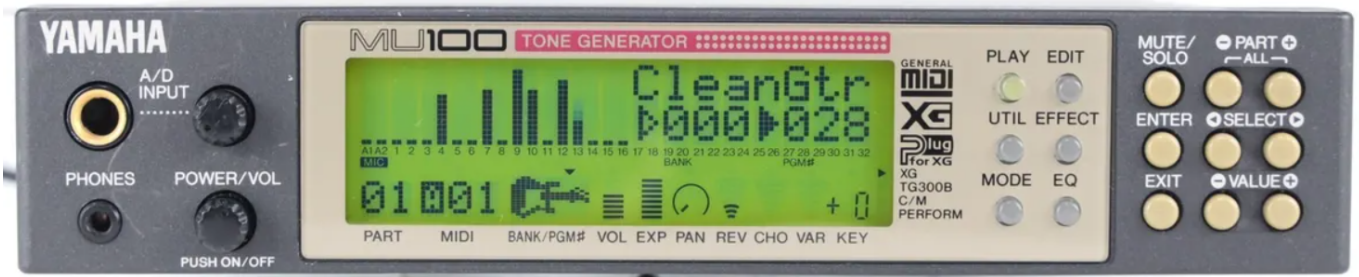 YAMAHA
A/D
INPUT
PHONES
POWER/VOL
PUSH ON/OFF
MU100 TONE GENERATOR
CleanGtr
000 028
A1 A2 1 2 3 4 5 6 7 8 9 10 11 12 13 14 15 16 17 18 19 20 21 22 23 24 25 26 27 28 29 30 31 32
MIC BANK PGM#
01 001 + 0
PART MIDI BANK/PGM# VOL EXP PAN REV CHO VAR KEY
GENERAL
MIDI
XG
Plug
for XG
XG
TG300B
C/M
PERFORM
PLAY EDIT
UTIL EFFECT
MODE EQ
MUTE/
SOLO
PART
ALL
ENTER SELECT
EXIT VALUE